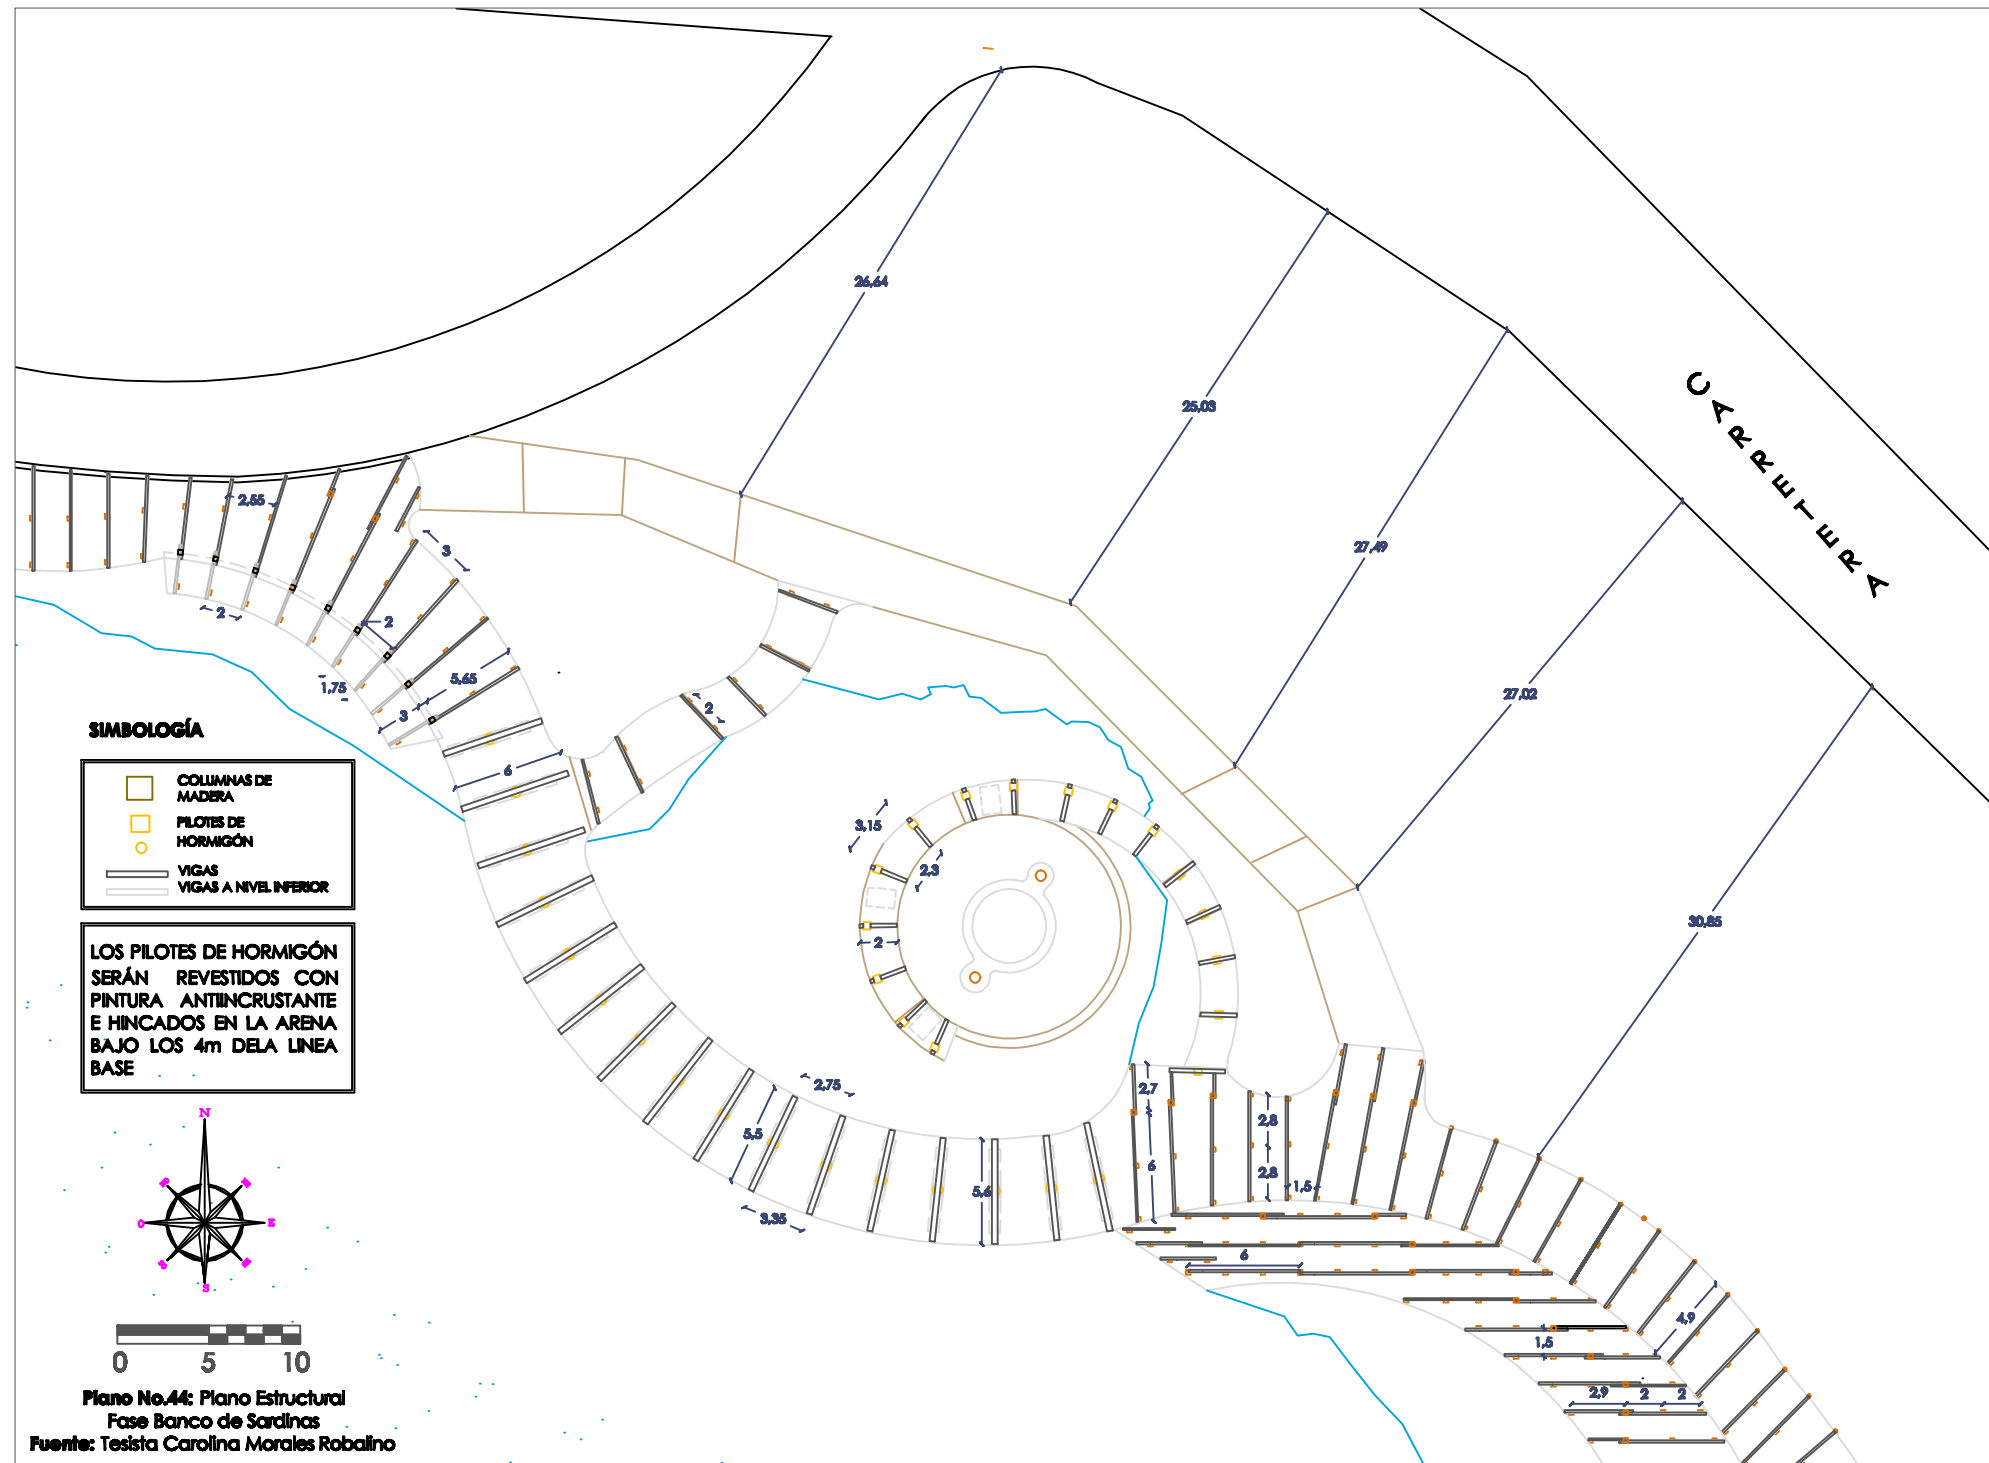 26,64
25,03
27,49
27,02
30,85
CARRETERA
2,55
3
2
2
1,75
5,65
3
2
6
3,15
2,3
2
2,75
5,5
3,35
5,6
2,7
6
2,8
2,8
1,5
6
4,9
1,5
2,9
2
2
SIMBOLOGÍA
COLUMNAS DE
MADERA
PILOTES DE
HORMIGÓN
VIGAS
VIGAS A NIVEL INFERIOR
LOS PILOTES DE HORMIGÓN
SERÁN REVESTIDOS CON
PINTURA ANTIINCRUSTANTE
E HINCADOS EN LA ARENA
BAJO LOS 4m DELA LINEA
BASE
N
O
E
S
0 5 10
Plano No.44: Plano Estructural
Fase Banco de Sardinas
Fuente: Tesista Carolina Morales Robalino